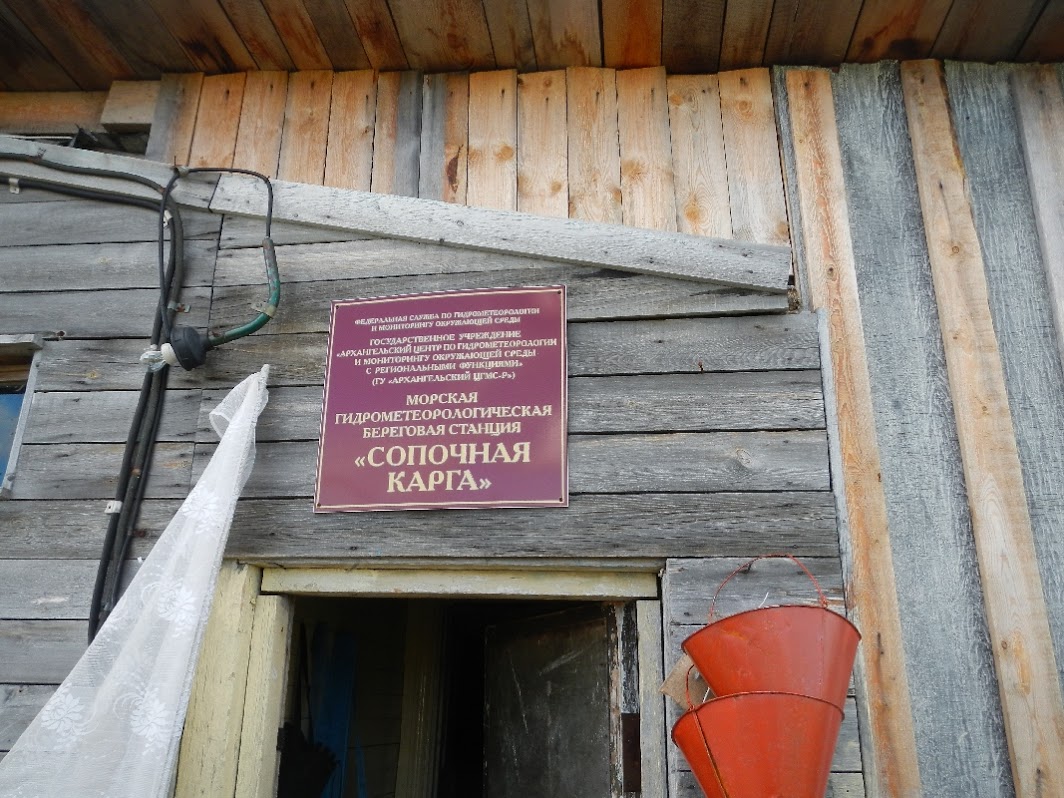 ФЕДЕРАЛЬНАЯ СЛУЖБА ПО ГИДРОМЕТЕОРОЛОГИИ
И МОНИТОРИНГУ ОКРУЖАЮЩЕЙ СРЕДЫ
ГОСУДАРСТВЕННОЕ УЧРЕЖДЕНИЕ
«АРХАНГЕЛЬСКИЙ ЦЕНТР ПО ГИДРОМЕТЕОРОЛОГИИ
И МОНИТОРИНГУ ОКРУЖАЮЩЕЙ СРЕДЫ
С РЕГИОНАЛЬНЫМИ ФУНКЦИЯМИ»
(ГУ «АРХАНГЕЛЬСКИЙ ЦГМС-Р»)
МОРСКАЯ
ГИДРОМЕТЕОРОЛОГИЧЕСКАЯ
БЕРЕГОВАЯ СТАНЦИЯ
«СОПОЧНАЯ
КАРГА»